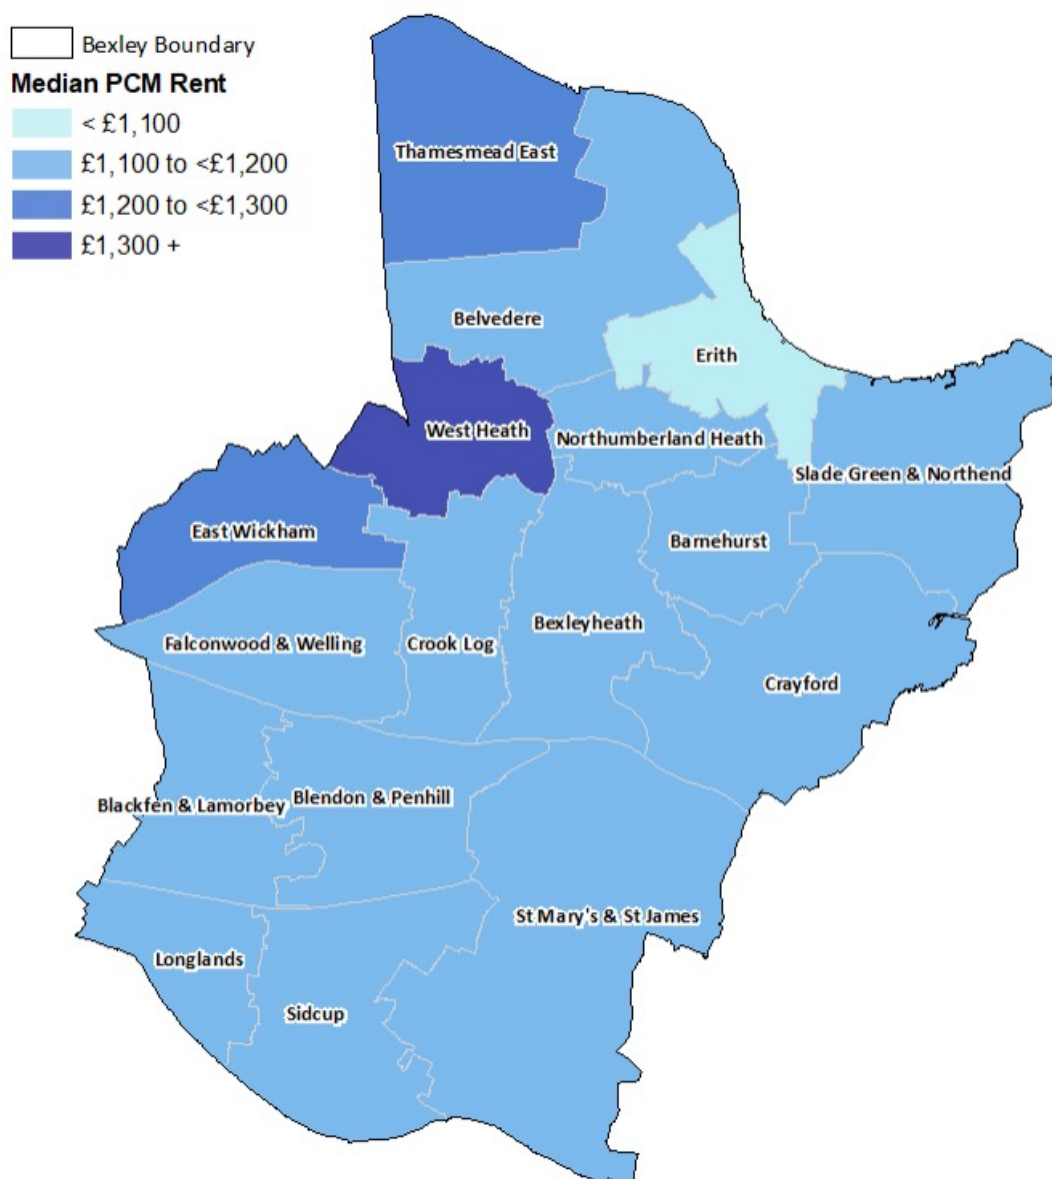 Bexley Boundary
Median PCM Rent
< £1,100
£1,100 to <£1,200
£1,200 to <£1,300
£1,300 +
Thamesmead East
Belvedere
Erith
West Heath
Northumberland Heath
Slade Green & Northend
East Wickham
Barnehurst
Falconwood & Welling
Crook Log
Bexleyheath
Crayford
Blackfen & Lamorbey
Blendon & Penhill
St Mary's & St James
Longlands
Sidcup